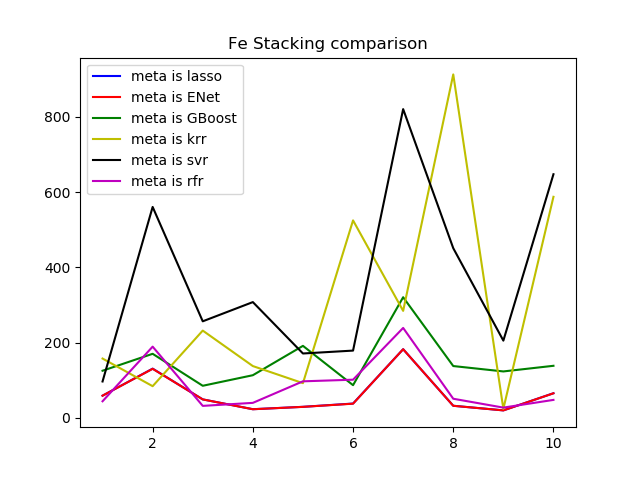 Fe Stacking comparison
meta is lasso
meta is ENet
meta is GBoost
meta is krr
meta is svr
meta is rfr
800
600
400
200
0
2 4 6 8 10